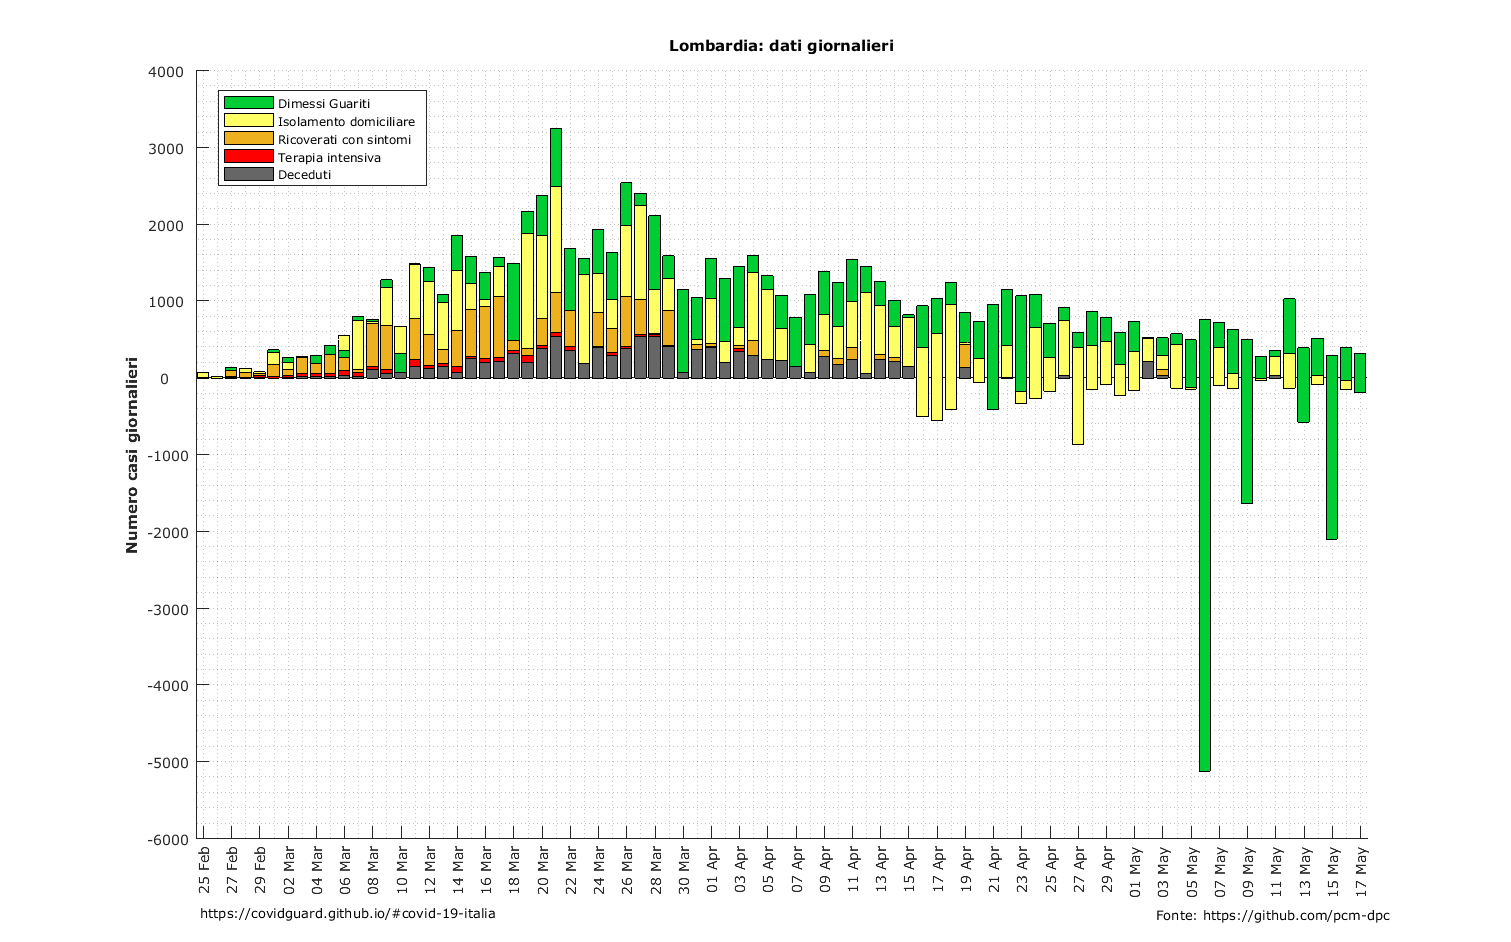 Lombardia: dati giornalieri
Dimessi Guariti
Isolamento domiciliare
Ricoverati con sintomi
Terapia intensiva
Deceduti
Numero casi giornalieri
4000
3000
2000
1000
0
-1000
-2000
-3000
-4000
-5000
-6000
25 Feb
27 Feb
29 Feb
02 Mar
04 Mar
06 Mar
08 Mar
10 Mar
12 Mar
14 Mar
16 Mar
18 Mar
20 Mar
22 Mar
24 Mar
26 Mar
28 Mar
30 Mar
01 Apr
03 Apr
05 Apr
07 Apr
09 Apr
11 Apr
13 Apr
15 Apr
17 Apr
19 Apr
21 Apr
23 Apr
25 Apr
27 Apr
29 Apr
01 May
03 May
05 May
07 May
09 May
11 May
13 May
15 May
17 May
https://covidguard.github.io/#covid-19-italia
Fonte: https://github.com/pcm-dpc